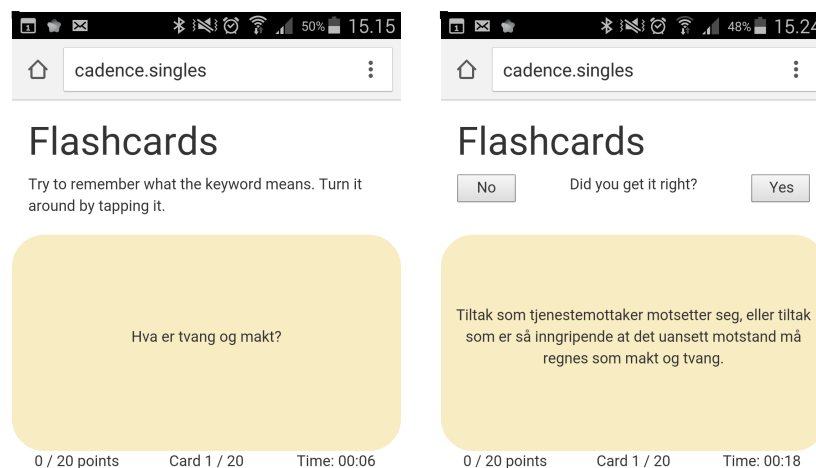 1
50%
15.15
cadence.singles
Flashcards
Try to remember what the keyword means. Turn it
around by tapping it.
Hva er tvang og makt?
0 / 20 points
Card 1 / 20
Time: 00:06
1
48%
15.24
cadence.singles
Flashcards
No
Did you get it right?
Yes
Tiltak som tjenestemottaker motsetter seg, eller tiltak
som er så inngripende at det uansett motstand må
regnes som makt og tvang.
0 / 20 points
Card 1 / 20
Time: 00:18